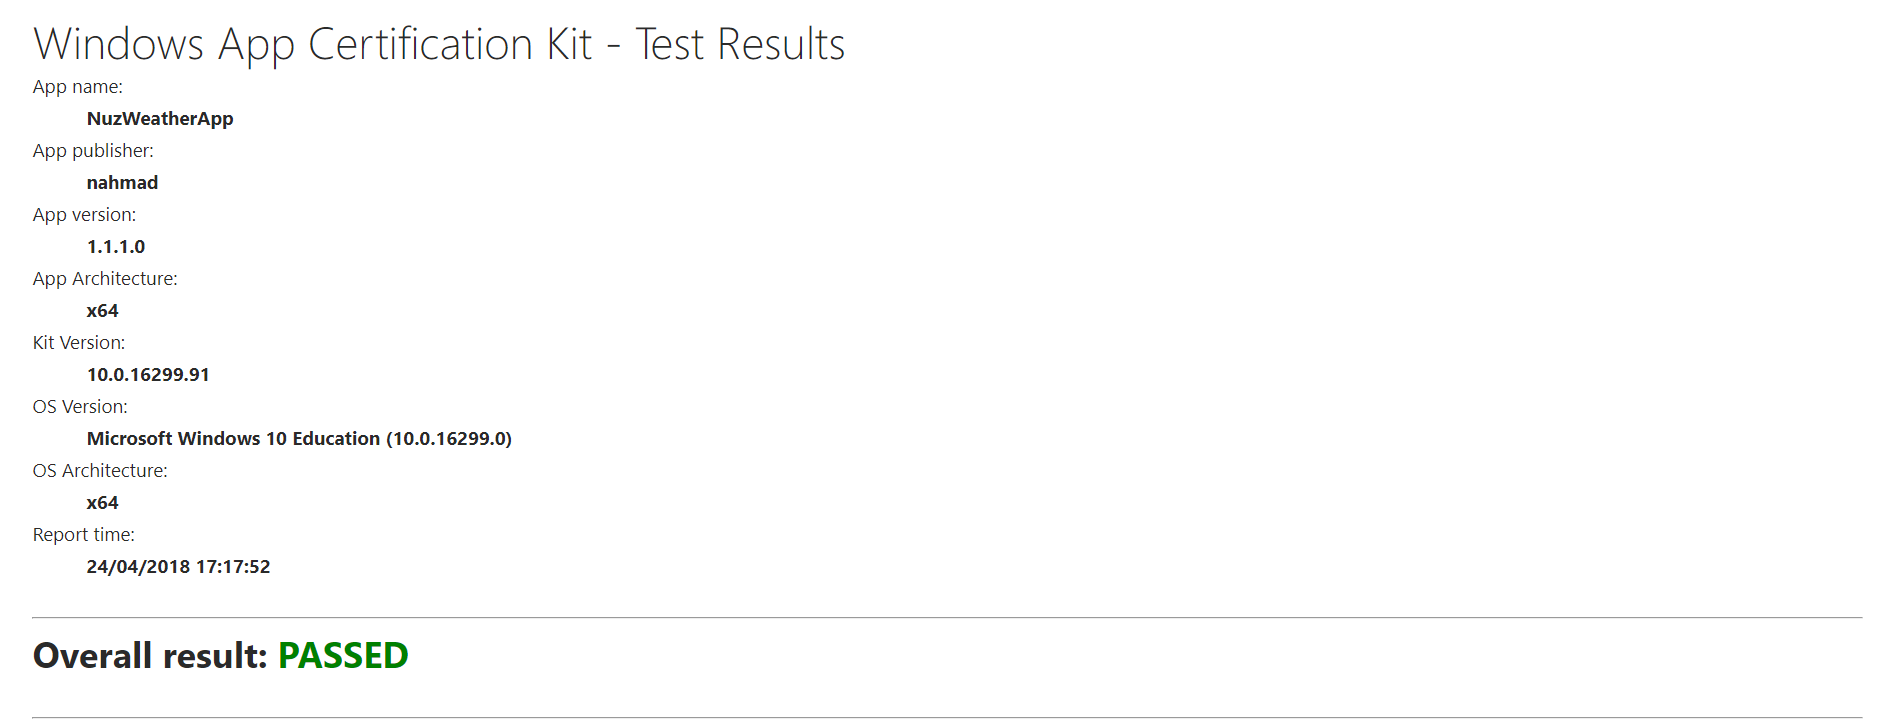 Windows App Certification Kit - Test Results
App name:
NuzWeatherApp
App publisher:
nahmad
App version:
1.1.1.0
App Architecture:
x64
Kit Version:
10.0.16299.91
OS Version:
Microsoft Windows 10 Education (10.0.16299.0)
OS Architecture:
x64
Report time:
24/04/2018 17:17:52
Overall result: PASSED